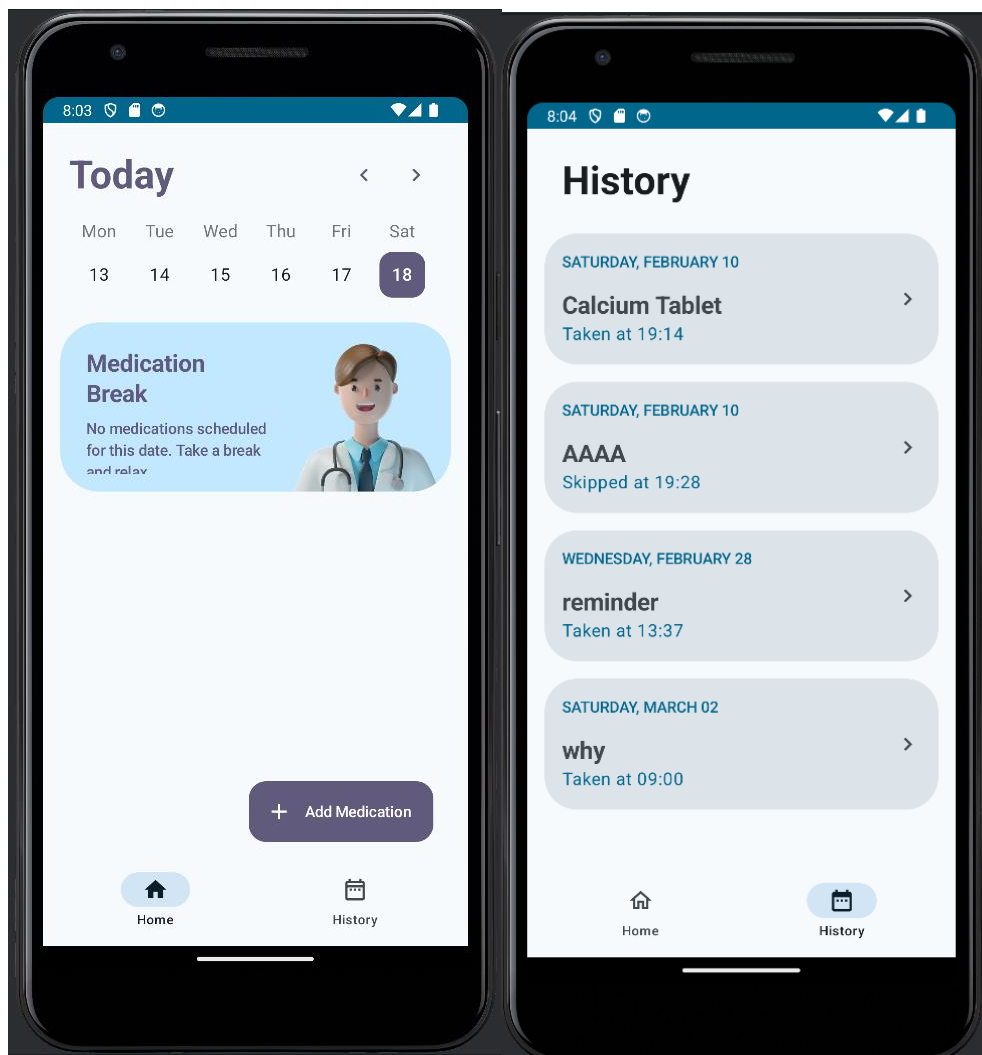 8:03
Today
Mon Tue Wed Thu Fri Sat
13 14 15 16 17 18
Medication
Break
No medications scheduled
for this date. Take a break
and relax
Add Medication
Home History
8:04
History
SATURDAY, FEBRUARY 10
Calcium Tablet
Taken at 19:14
SATURDAY, FEBRUARY 10
AAAA
Skipped at 19:28
WEDNESDAY, FEBRUARY 28
reminder
Taken at 13:37
SATURDAY, MARCH 02
why
Taken at 09:00
Home History